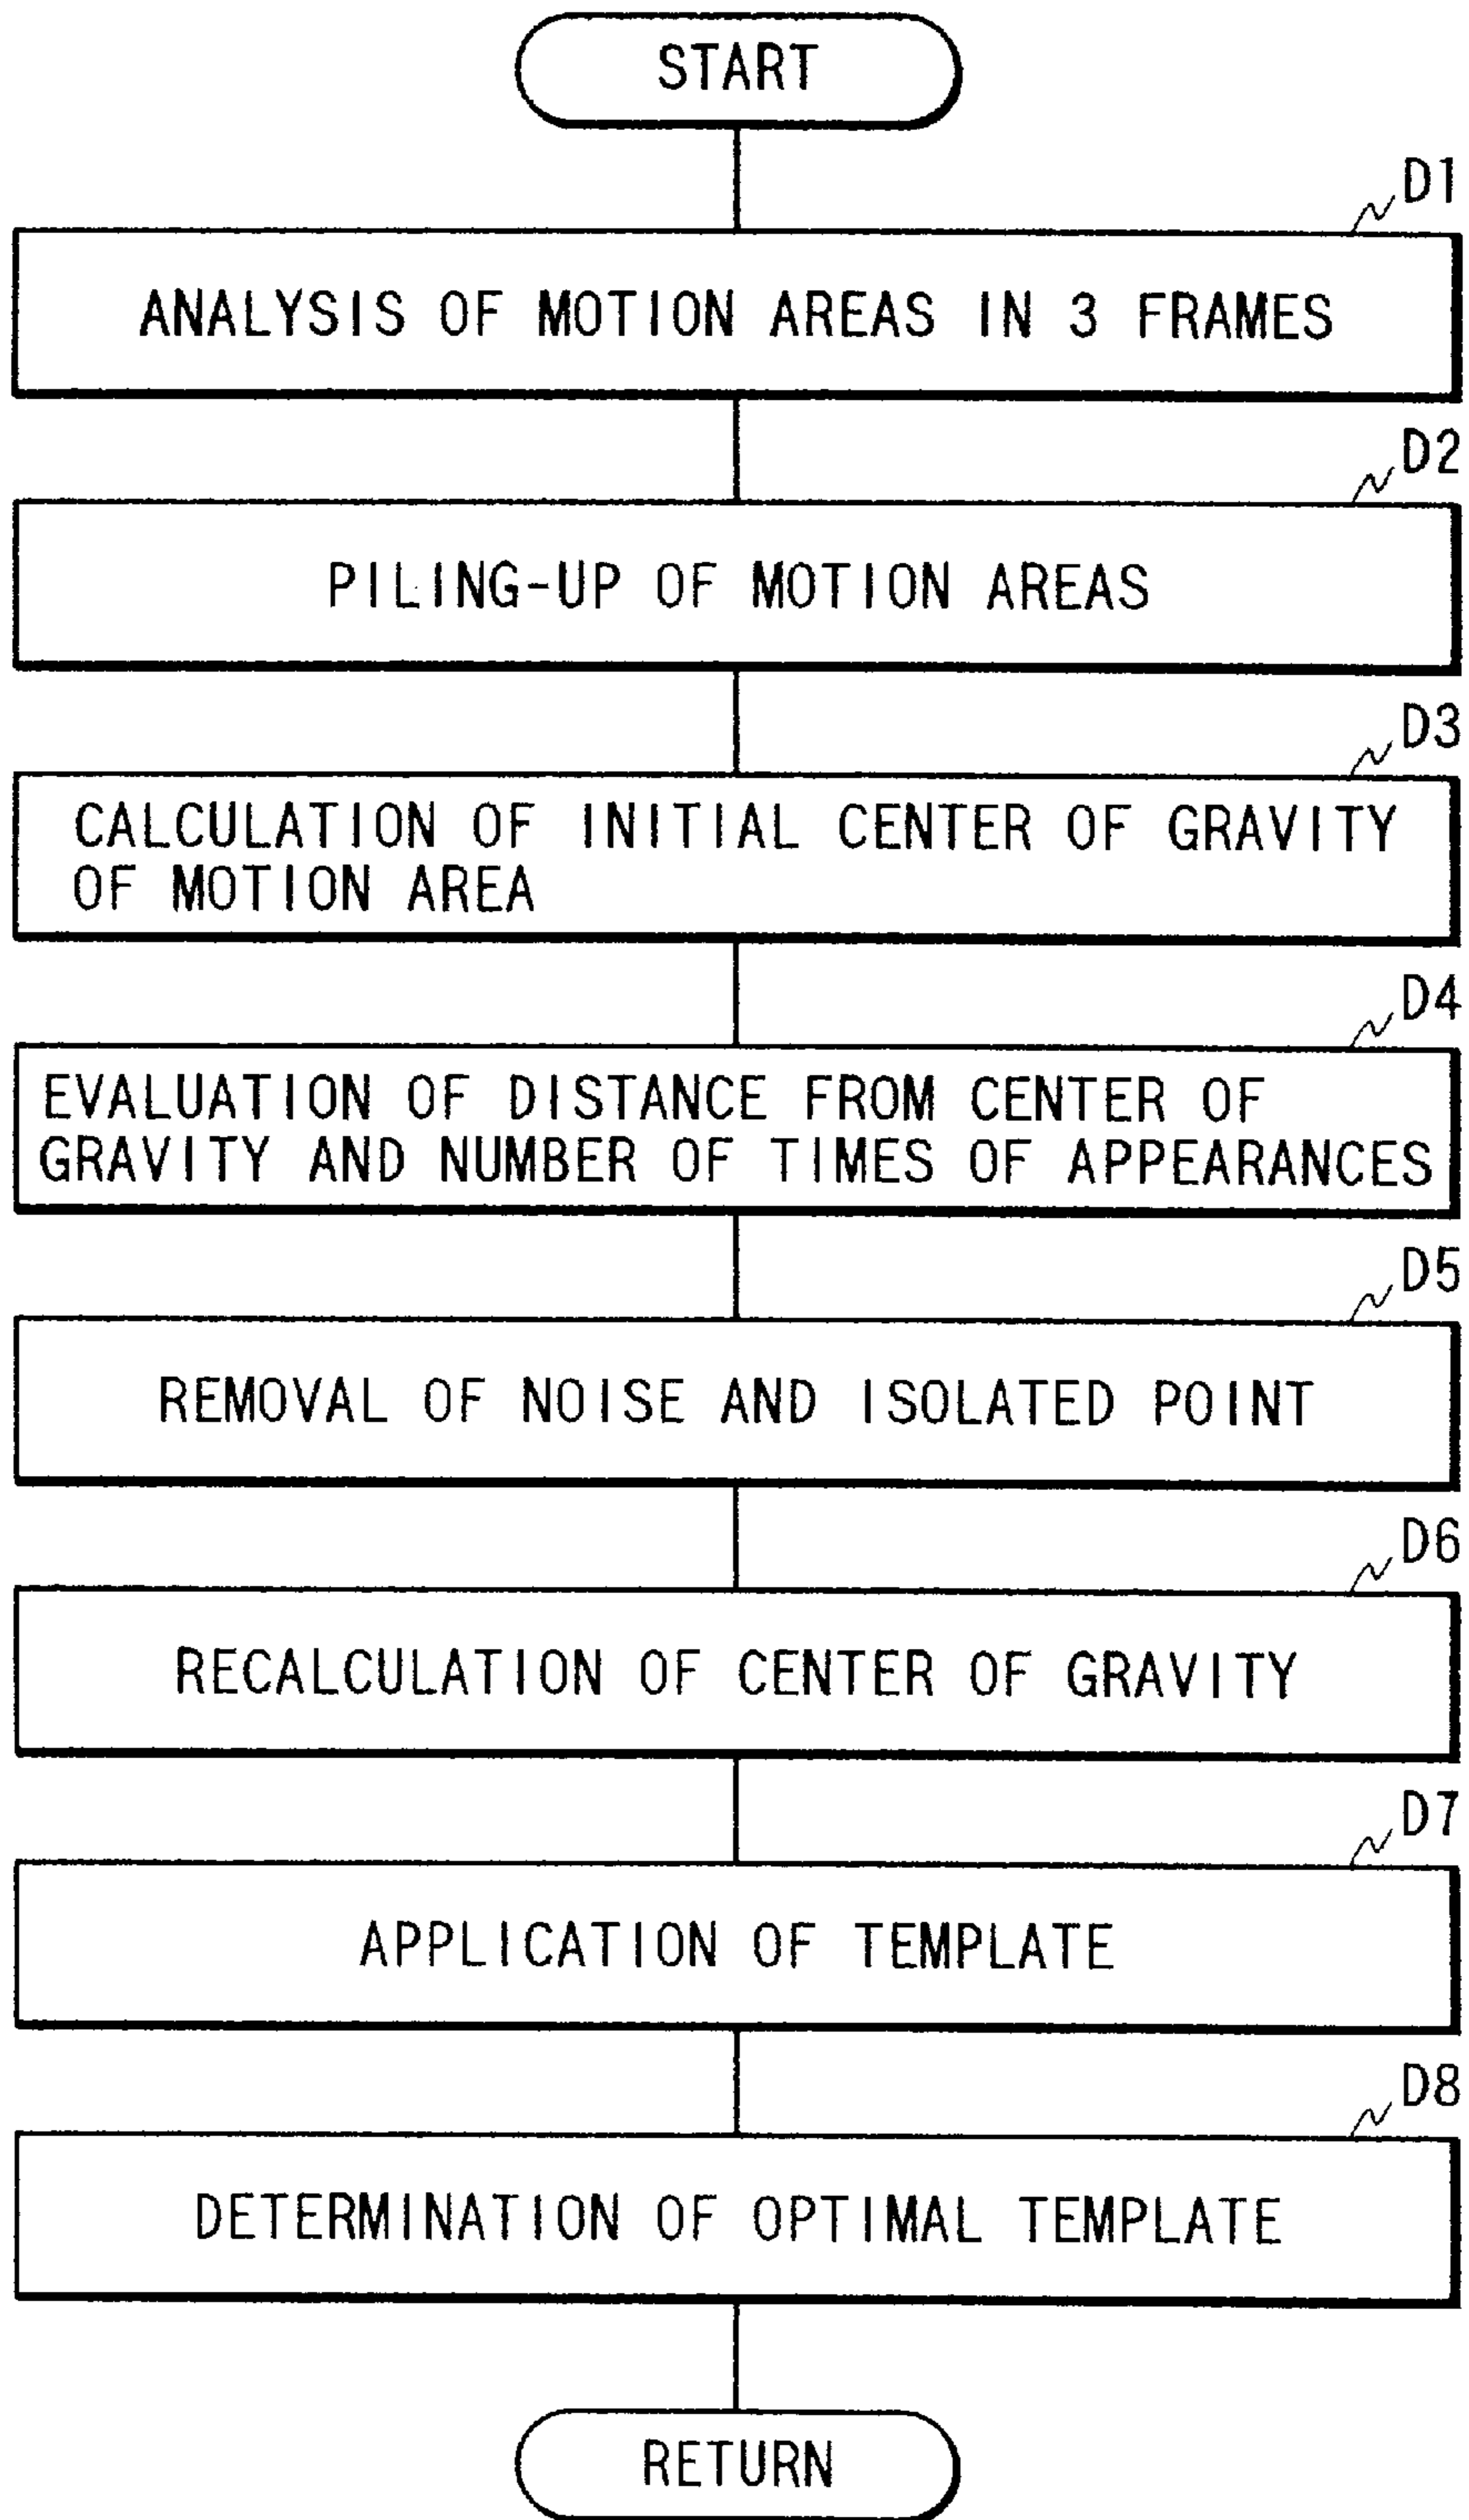 START
D1
ANALYSIS OF MOTION AREAS IN 3 FRAMES
D2
PILING-UP OF MOTION AREAS
D3
CALCULATION OF INITIAL CENTER OF GRAVITY
OF MOTION AREA
D4
EVALUATION OF DISTANCE FROM CENTER OF
GRAVITY AND NUMBER OF TIMES OF APPEARANCES
D5
REMOVAL OF NOISE AND ISOLATED POINT
D6
RECALCULATION OF CENTER OF GRAVITY
D7
APPLICATION OF TEMPLATE
D8
DETERMINATION OF OPTIMAL TEMPLATE
RETURN